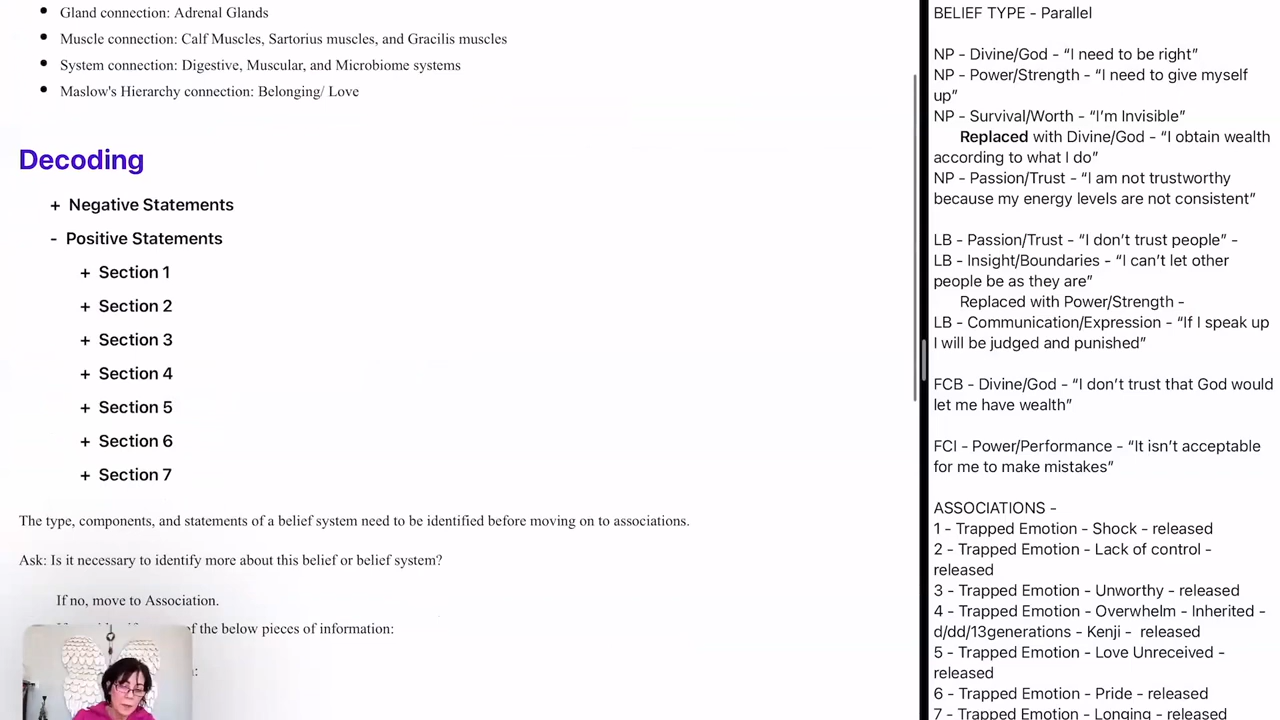 Gland connection: Adrenal Glands
Muscle connection: Calf Muscles, Sartorius muscles, and Gracilis muscles
System connection: Digestive, Muscular, and Microbiome systems
Maslow's Hierarchy connection: Belonging/ Love
Decoding
+ Negative Statements
- Positive Statements
+ Section 1
+ Section 2
+ Section 3
+ Section 4
+ Section 5
+ Section 6
+ Section 7
The type, components, and statements of a belief system need to be identified before moving on to associations.
Ask: Is it necessary to identify more about this belief or belief system?
If no, move to Association.
of the below pieces of information:
BELIEF TYPE - Parallel
NP - Divine/God - “I need to be right”
NP - Power/Strength - “I need to give myself
up”
NP - Survival/Worth - “I’m Invisible”
Replaced with Divine/God - “I obtain wealth
according to what I do”
NP - Passion/Trust - “I am not trustworthy
because my energy levels are not consistent”
LB - Passion/Trust - “I don’t trust people” -
LB - Insight/Boundaries - “I can’t let other
people be as they are”
Replaced with Power/Strength -
LB - Communication/Expression - “If I speak up
I will be judged and punished”
FCB - Divine/God - “I don’t trust that God would
let me have wealth”
FCI - Power/Performance - “It isn’t acceptable
for me to make mistakes”
ASSOCIATIONS -
1 - Trapped Emotion - Shock - released
2 - Trapped Emotion - Lack of control -
released
3 - Trapped Emotion - Unworthy - released
4 - Trapped Emotion - Overwhelm - Inherited -
d/dd/13generations - Kenji - released
5 - Trapped Emotion - Love Unreceived -
released
6 - Trapped Emotion - Pride - released
7 - Trapped Emotion - Longing - released